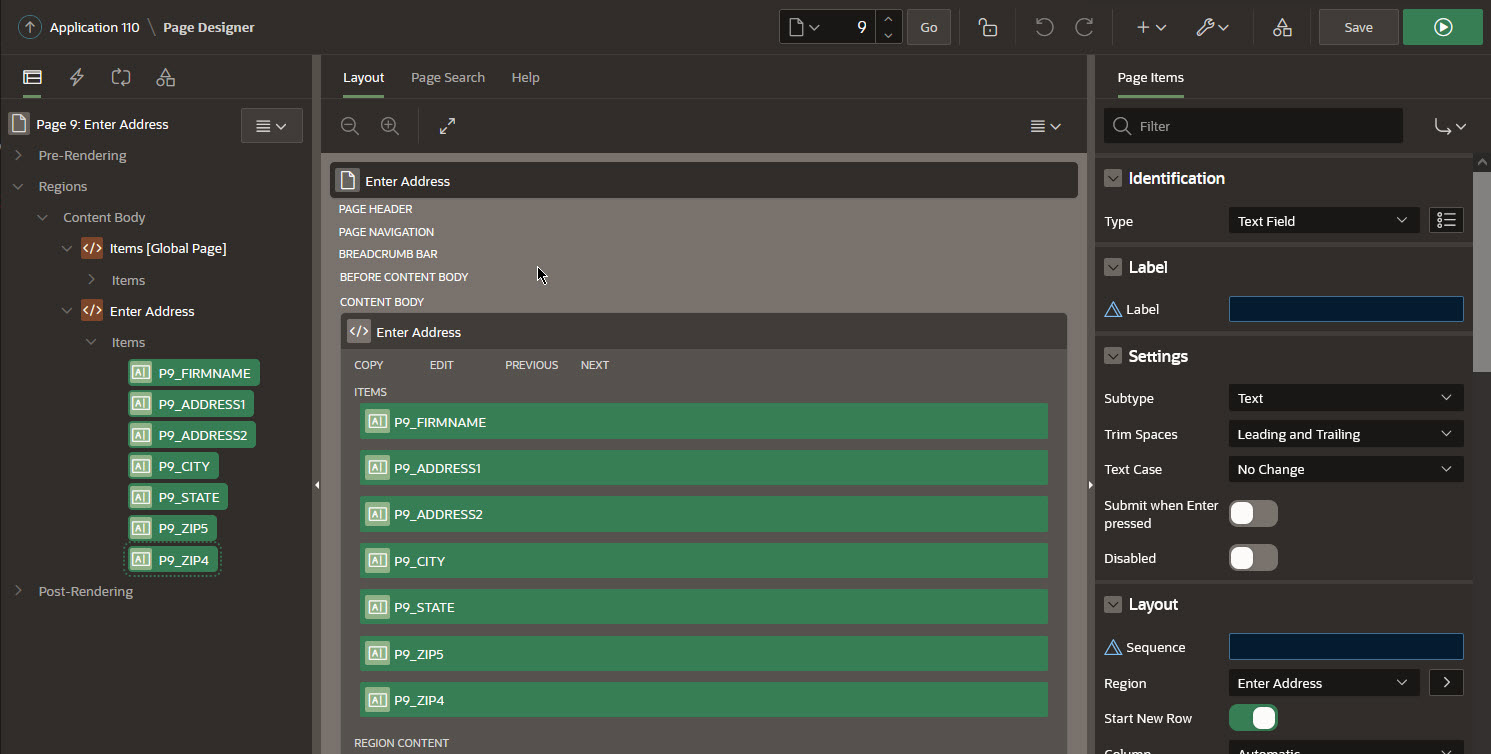 Application 110 \ Page Designer
9
Go
Save
Page 9: Enter Address
Pre-Rendering
Regions
Content Body
Items [Global Page]
Items
Enter Address
Items
P9_FIRMNAME
P9_ADDRESS1
P9_ADDRESS2
P9_CITY
P9_STATE
P9_ZIP5
P9_ZIP4
Post-Rendering
Layout Page Search Help
Enter Address
PAGE HEADER
PAGE NAVIGATION
BREADCRUMB BAR
BEFORE CONTENT BODY
CONTENT BODY
Enter Address
COPY EDIT PREVIOUS NEXT
ITEMS
P9_FIRMNAME
P9_ADDRESS1
P9_ADDRESS2
P9_CITY
P9_STATE
P9_ZIP5
P9_ZIP4
REGION CONTENT
Page Items
Filter
Identification
Type Text Field
Label
Label
Settings
Subtype Text
Trim Spaces Leading and Trailing
Text Case No Change
Submit when Enter
pressed
Disabled
Layout
Sequence
Region Enter Address
Start New Row
Column Automatic